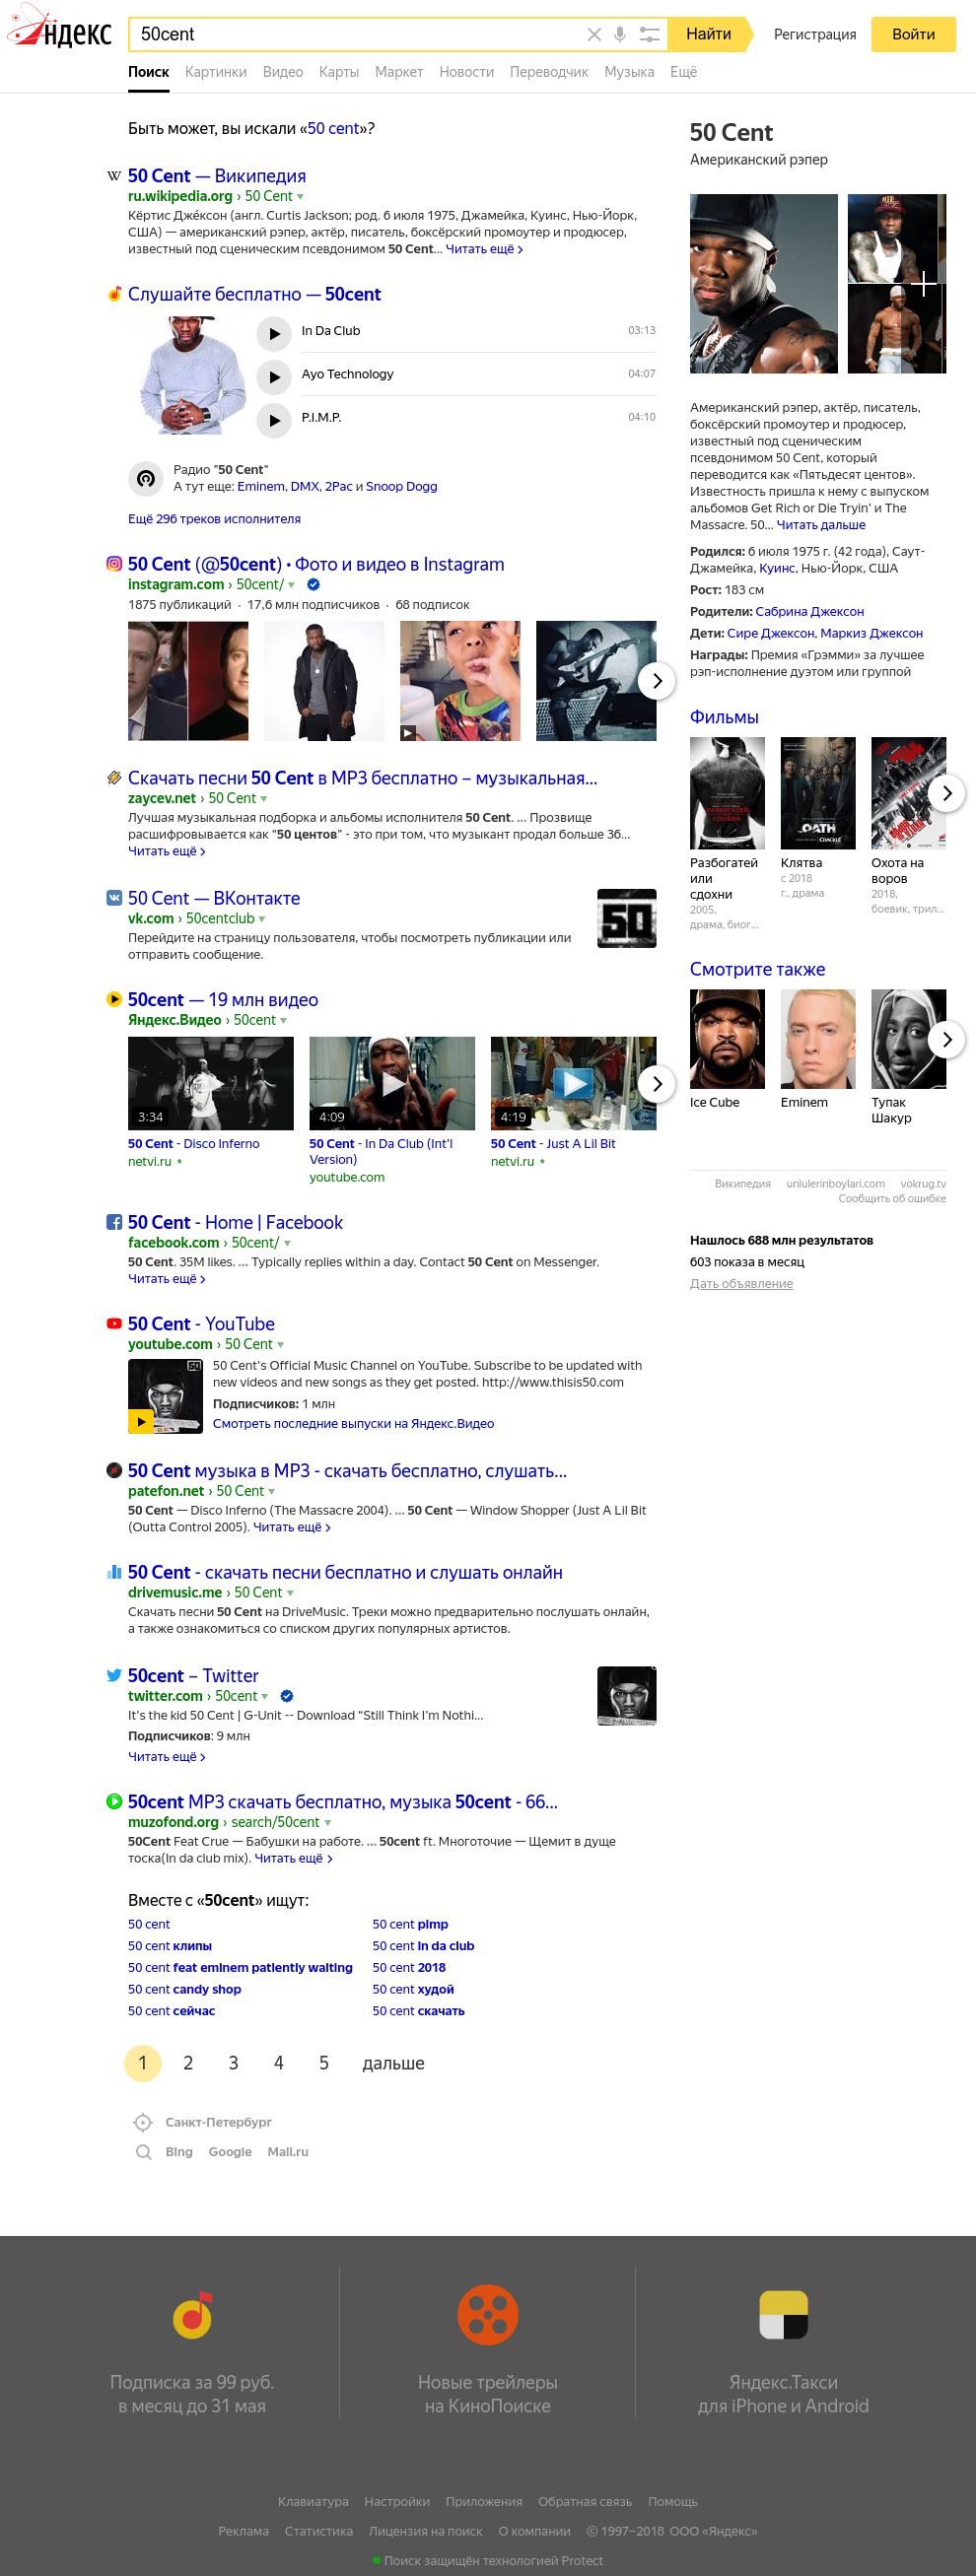 Яндекс
50cent
Найти
Регистрация
Войти
Поиск Картинки Видео Карты Маркет Новости Переводчик Музыка Ещё
Быть может, вы искали «50 cent»?
50 Cent — Википедия
ru.wikipedia.org › 50 Cent
Кёртис Дже́ксон (англ. Curtis Jackson; род. 6 июля 1975, Джамейка, Куинс, Нью-Йорк,
США) — американский рэпер, актёр, писатель, боксёрский промоутер и продюсер,
известный под сценическим псевдонимом 50 Cent... Читать ещё
Слушайте бесплатно — 50cent
In Da Club 03:13
Ayo Technology 04:07
P.I.M.P. 04:10
Радио "50 Cent"
А тут еще: Eminem, DMX, 2Pac и Snoop Dogg
Ещё 296 треков исполнителя
50 Cent (@50cent) • Фото и видео в Instagram
instagram.com › 50cent/
1875 публикаций · 17,6 млн подписчиков · 68 подписок
Скачать песни 50 Cent в MP3 бесплатно – музыкальная...
zaycev.net › 50 Cent
Лучшая музыкальная подборка и альбомы исполнителя 50 Cent. ... Прозвище
расшифровывается как “50 центов” - это при том, что музыкант продал больше 36...
Читать ещё
50 Cent — ВКонтакте
vk.com › 50centclub
Перейдите на страницу пользователя, чтобы посмотреть публикации или
отправить сообщение.
50
50cent — 19 млн видео
Яндекс.Видео › 50cent
3:34
4:09
4:19
50 Cent - Disco Inferno
netvi.ru
50 Cent - In Da Club (Int'l
Version)
youtube.com
50 Cent - Just A Lil Bit
netvi.ru
50 Cent - Home | Facebook
facebook.com › 50cent/
50 Cent. 35M likes. ... Typically replies within a day. Contact 50 Cent on Messenger.
Читать ещё
50 Cent - YouTube
youtube.com › 50 Cent
50
50 Cent's Official Music Channel on YouTube. Subscribe to be updated with
new videos and new songs as they get posted. http://www.thisis50.com
Подписчиков: 1 млн
Смотреть последние выпуски на Яндекс.Видео
50 Cent музыка в MP3 - скачать бесплатно, слушать...
patefon.net › 50 Cent
50 Cent — Disco Inferno (The Massacre 2004). ... 50 Cent — Window Shopper (Just A Lil Bit
(Outta Control 2005). Читать ещё
50 Cent - скачать песни бесплатно и слушать онлайн
drivemusic.me › 50 Cent
Скачать песни 50 Cent на DriveMusic. Треки можно предварительно послушать онлайн,
а также ознакомиться со списком других популярных артистов.
50cent – Twitter
twitter.com › 50cent
It's the kid 50 Cent | G-Unit -- Download “Still Think I'm Nothi...
Подписчиков: 9 млн
Читать ещё
50cent MP3 скачать бесплатно, музыка 50cent - 66...
muzofond.org › search/50cent
50Cent Feat Crue — Бабушки на работе. ... 50cent ft. Многоточие — Щемит в душе
тоска(In da club mix). Читать ещё
Вместе с «50cent» ищут:
50 cent
50 cent клипы
50 cent feat eminem patiently waiting
50 cent candy shop
50 cent сейчас
50 cent pimp
50 cent in da club
50 cent 2018
50 cent худой
50 cent скачать
1 2 3 4 5 дальше
Санкт-Петербург
Bing Google Mail.ru
50 Cent
Американский рэпер
Американский рэпер, актёр, писатель,
боксёрский промоутер и продюсер,
известный под сценическим
псевдонимом 50 Cent, который
переводится как «Пятьдесят центов».
Известность пришла к нему с выпуском
альбомов Get Rich or Die Tryin' и The
Massacre. 50... Читать дальше
Родился: 6 июля 1975 г. (42 года), Саут-
Джамейка, Куинс, Нью-Йорк, США
Рост: 183 см
Родители: Сабрина Джексон
Дети: Сире Джексон, Маркиз Джексон
Награды: Премия «Грэмми» за лучшее
рэп-исполнение дуэтом или группой
Фильмы
OATH
CRACKLE
Разбогатей
или
сдохни
2005,
драма, биог...
Клятва
с 2018
г., драма
Охота на
воров
2018,
боевик, трил...
Смотрите также
Ice Cube
Eminem
Тупак
Шакур
Википедия unlulerinboylari.com vokrug.tv
Сообщить об ошибке
Нашлось 688 млн результатов
603 показа в месяц
Дать объявление
Подписка за 99 руб.
в месяц до 31 мая
Новые трейлеры
на КиноПоиске
Яндекс.Такси
для iPhone и Android
Клавиатура Настройки Приложения Обратная связь Помощь
Реклама Статистика Лицензия на поиск О компании © 1997–2018 ООО «Яндекс»
Поиск защищён технологией Protect